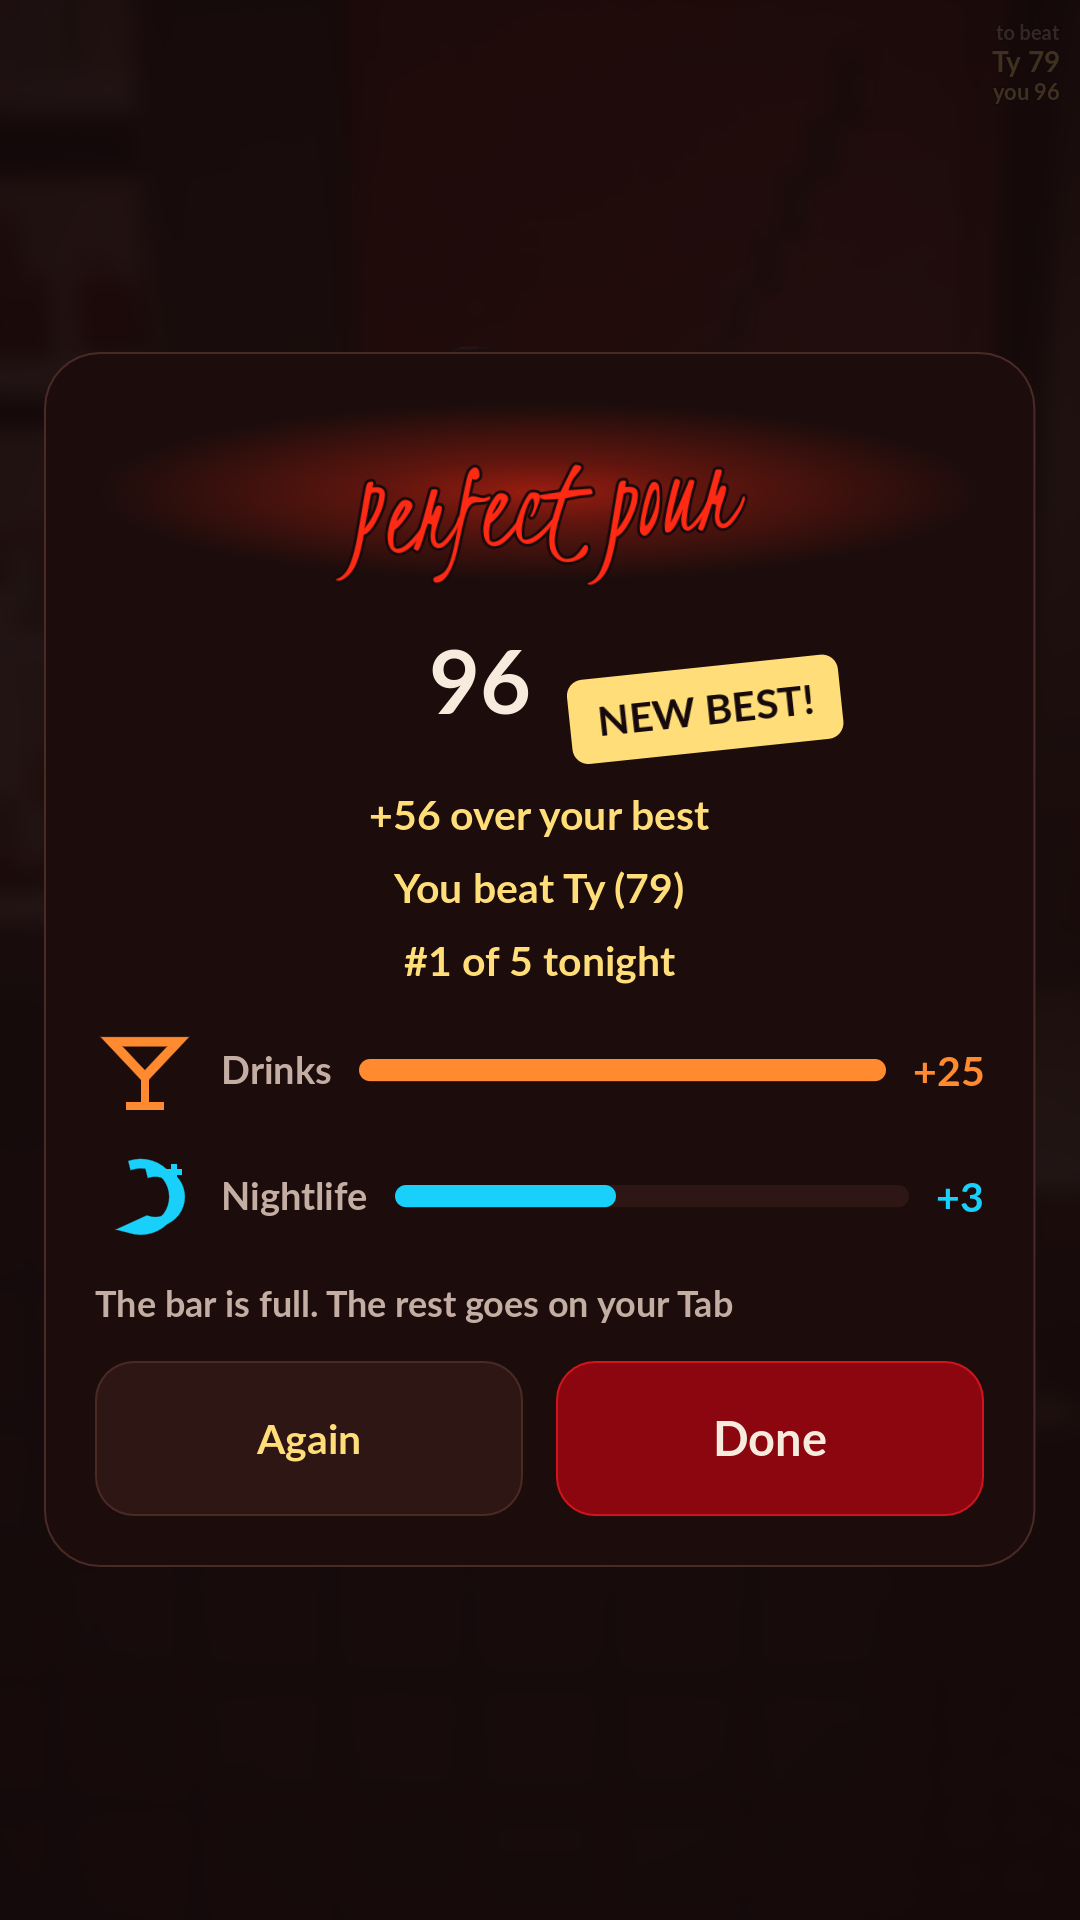 to beat
Ty 79
you 96
perfect pour
96
NEW BEST!
+56 over your best
You beat Ty (79)
#1 of 5 tonight
Drinks +25
Nightlife +3
The bar is full. The rest goes on your Tab
Again
Done